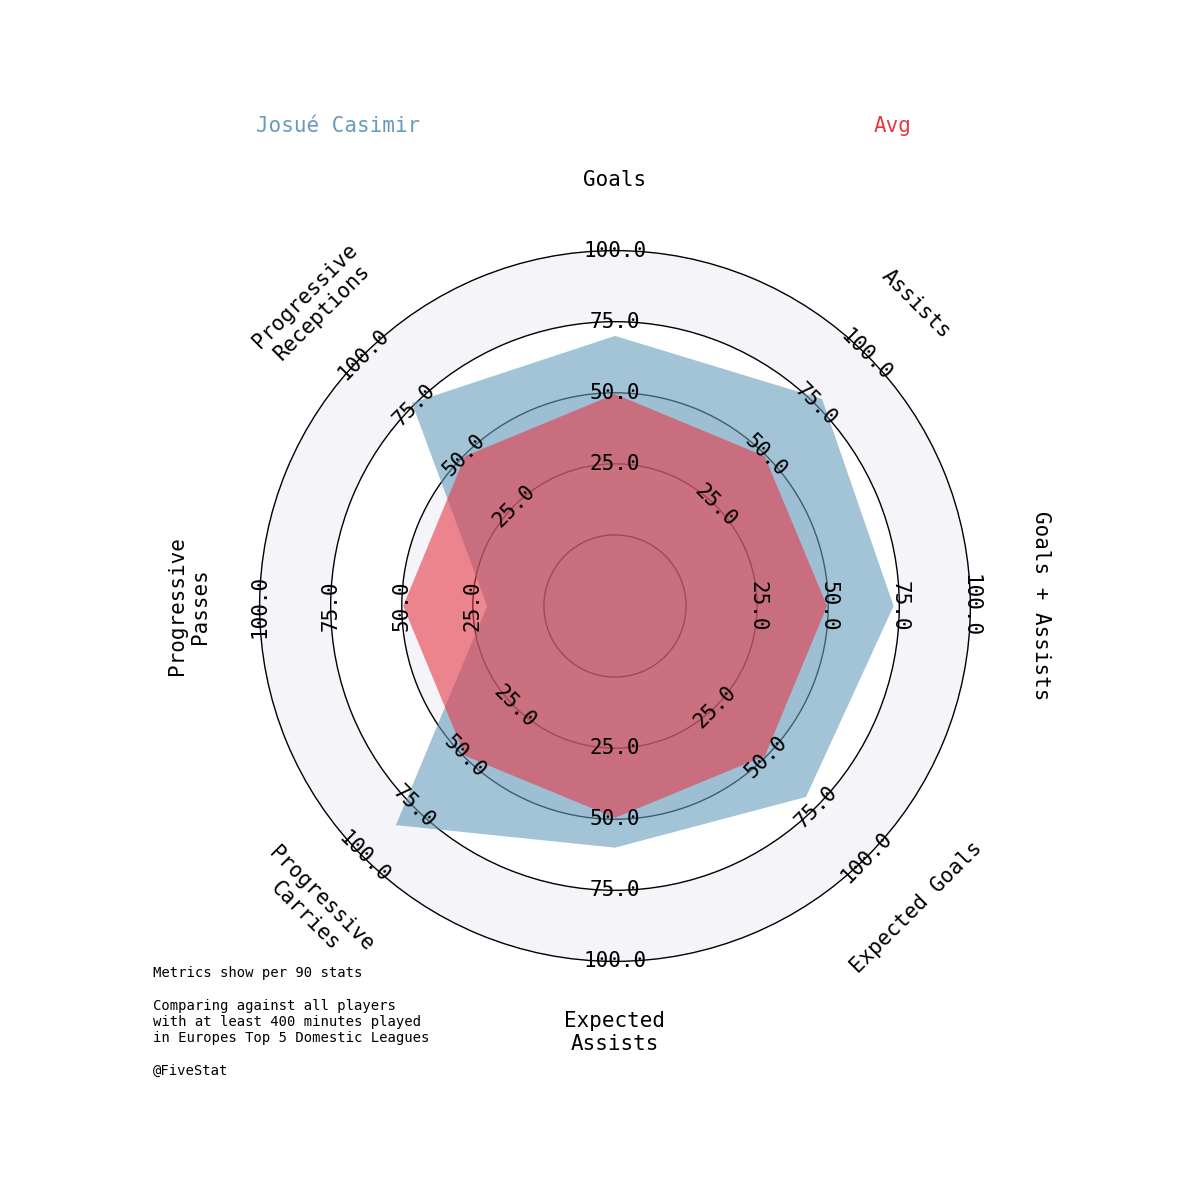 Josué Casimir
Avg
Goals
Assists
Goals + Assists
Expected Goals
Expected
Assists
Progressive
Carries
Progressive
Passes
Progressive
Receptions
25.0
50.0
75.0
100.0
25.0
50.0
75.0
100.0
25.0
50.0
75.0
100.0
25.0
50.0
75.0
100.0
25.0
50.0
75.0
100.0
25.0
50.0
75.0
100.0
25.0
50.0
75.0
100.0
25.0
50.0
75.0
100.0
Metrics show per 90 stats
Comparing against all players
with at least 400 minutes played
in Europes Top 5 Domestic Leagues
@FiveStat